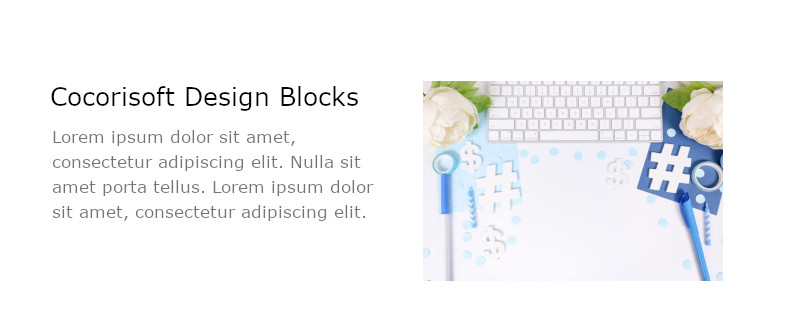 Cocorisoft Design Blocks
Lorem ipsum dolor sit amet,
consectetur adipiscing elit. Nulla sit
amet porta tellus. Lorem ipsum dolor
sit amet, consectetur adipiscing elit.